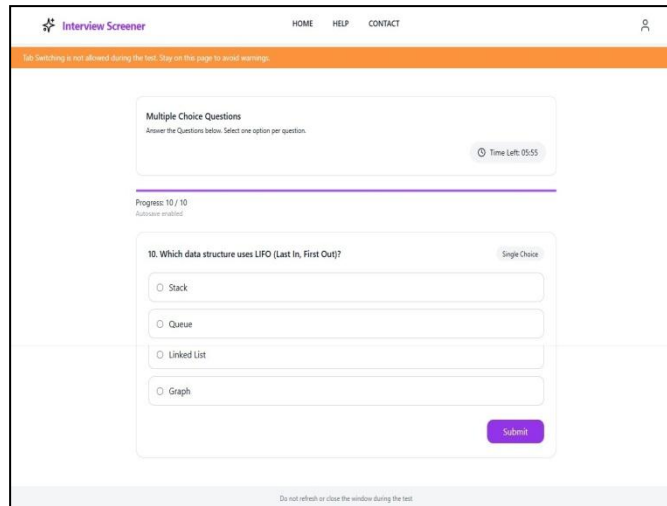 Interview Screener
HOME HELP CONTACT
Tab Switching is not allowed during the test. Stay on this page to avoid warnings.
Multiple Choice Questions
Answer the Questions below. Select one option per question.
Time Left: 05:55
Progress: 10 / 10
Autosave enabled
10. Which data structure uses LIFO (Last In, First Out)?
Single Choice
Stack
Queue
Linked List
Graph
Submit
Do not refresh or close the window during the test